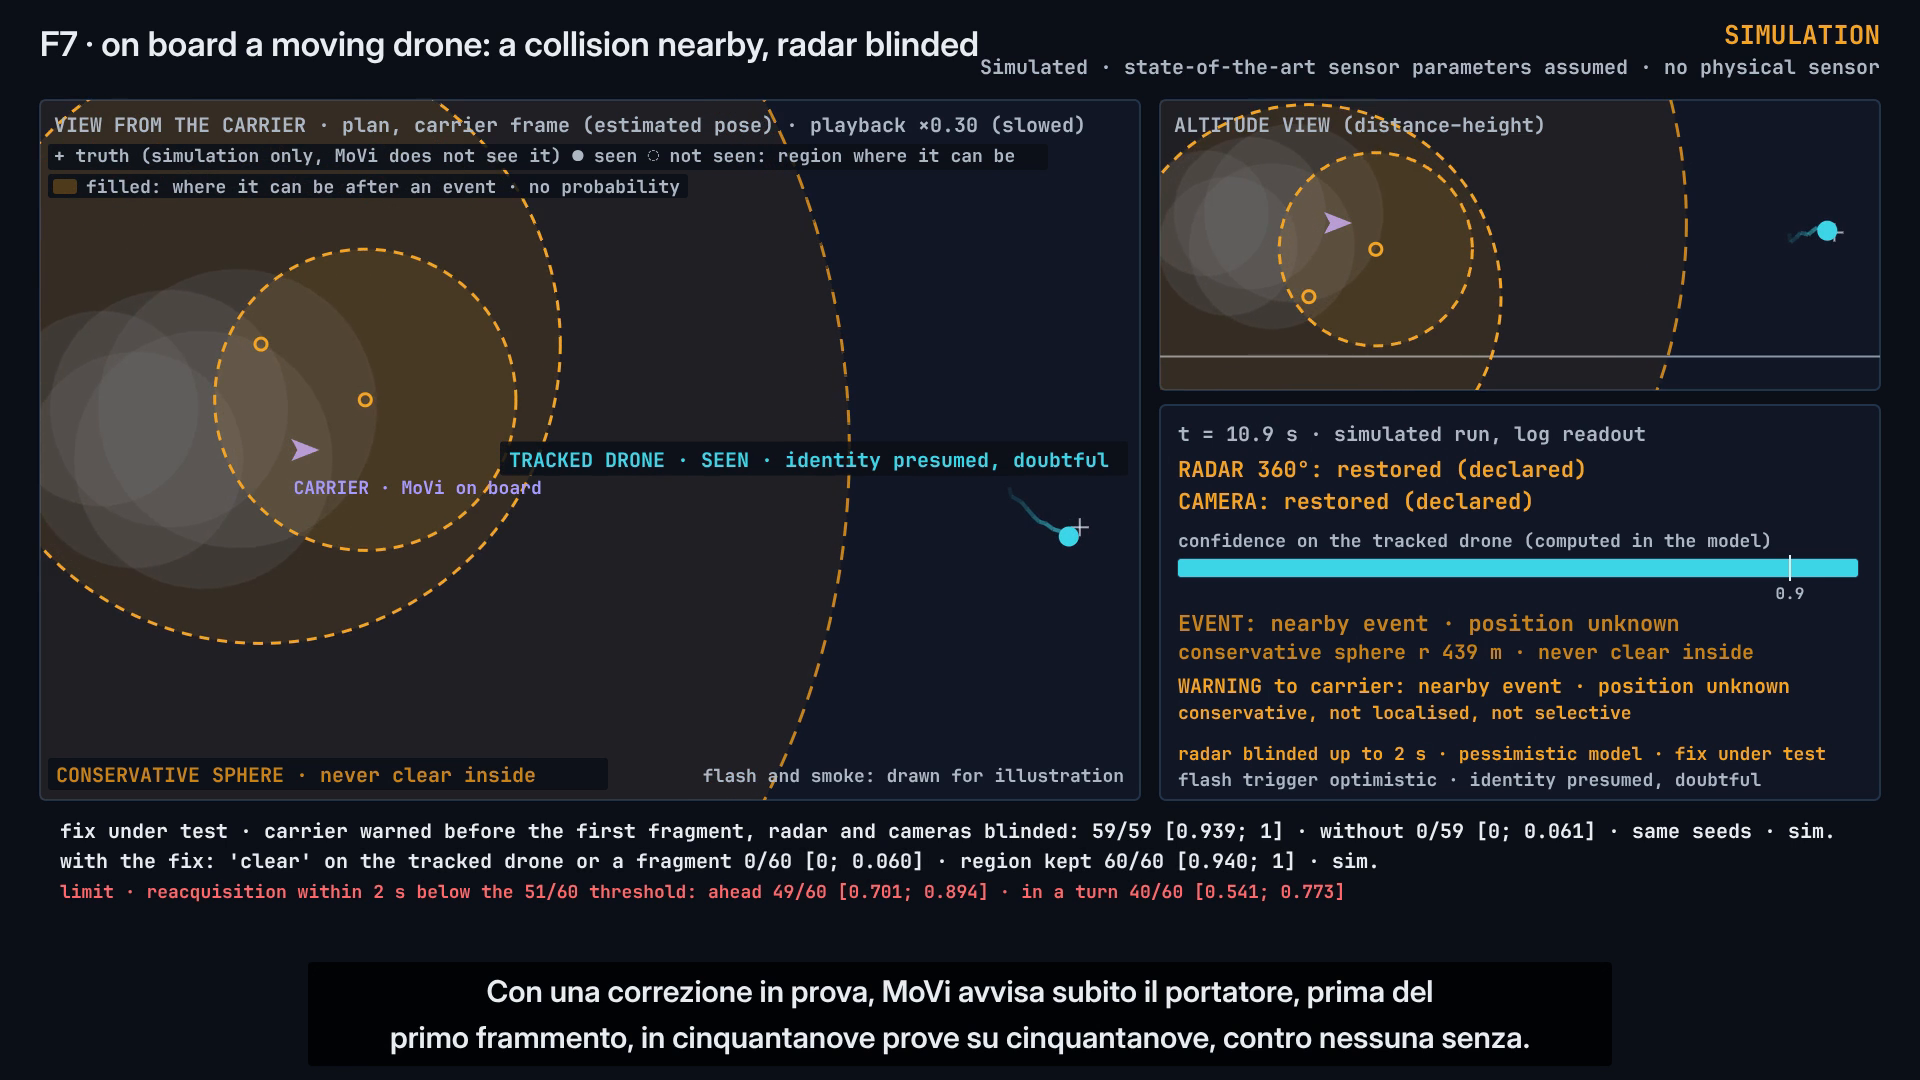 F7 · on board a moving drone: a collision nearby, radar blinded
SIMULATION
Simulated · state-of-the-art sensor parameters assumed · no physical sensor
VIEW FROM THE CARRIER · plan, carrier frame (estimated pose) · playback ×0.30 (slowed)
+ truth (simulation only, MoVi does not see it) ● seen ◌ not seen: region where it can be
filled: where it can be after an event · no probability
TRACKED DRONE · SEEN · identity presumed, doubtful
CARRIER · MoVi on board
CONSERVATIVE SPHERE · never clear inside
flash and smoke: drawn for illustration
ALTITUDE VIEW (distance-height)
t = 10.9 s · simulated run, log readout
RADAR 360°: restored (declared)
CAMERA: restored (declared)
confidence on the tracked drone (computed in the model)
0.9
EVENT: nearby event · position unknown
conservative sphere r 439 m · never clear inside
WARNING to carrier: nearby event · position unknown
conservative, not localised, not selective
radar blinded up to 2 s · pessimistic model · fix under test
flash trigger optimistic · identity presumed, doubtful
fix under test · carrier warned before the first fragment, radar and cameras blinded: 59/59 [0.939; 1] · without 0/59 [0; 0.061] · same seeds · sim.
with the fix: 'clear' on the tracked drone or a fragment 0/60 [0; 0.060] · region kept 60/60 [0.940; 1] · sim.
limit · reacquisition within 2 s below the 51/60 threshold: ahead 49/60 [0.701; 0.894] · in a turn 40/60 [0.541; 0.773]
Con una correzione in prova, MoVi avvisa subito il portatore, prima del
primo frammento, in cinquantanove prove su cinquantanove, contro nessuna senza.